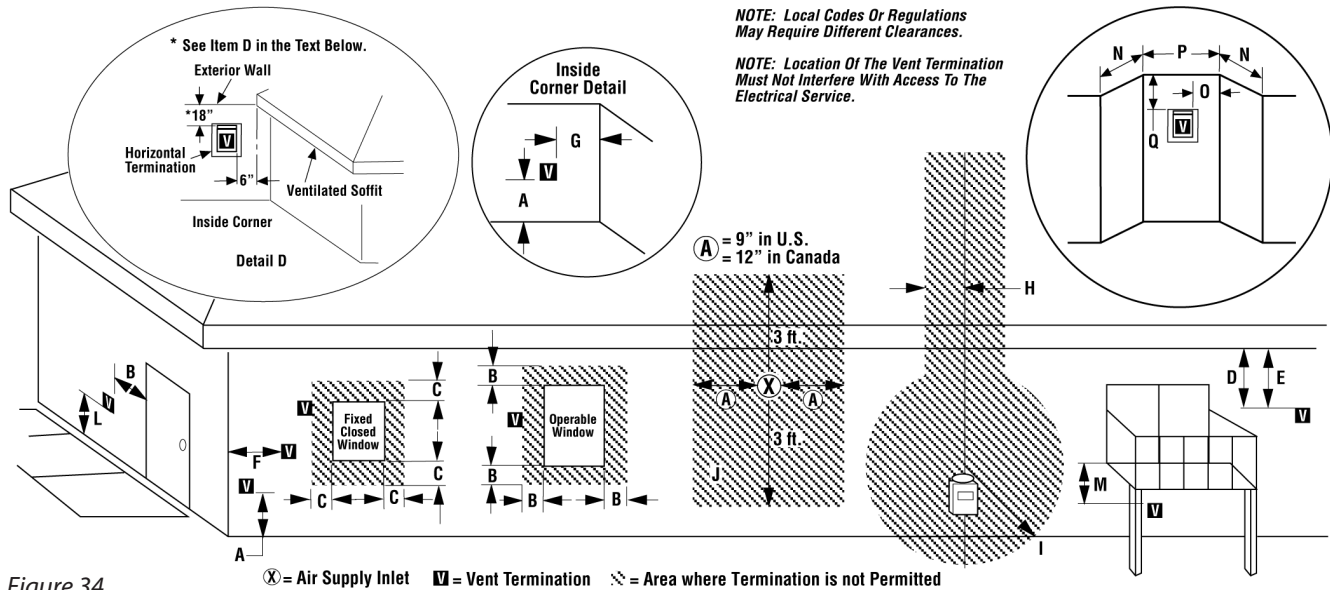 * See Item D in the Text Below.
Exterior Wall
*18"
V
Horizontal
Termination
6"
Ventilated Soffit
Inside Corner
Detail D
Inside
Corner Detail
G
V
A
NOTE: Local Codes Or Regulations
May Require Different Clearances.
NOTE: Location Of The Vent Termination
Must Not Interfere With Access To The
Electrical Service.
N P N
O
V
Q
A = 9" in U.S.
= 12" in Canada
H
3 ft.
X
A A
3 ft.
J
I
B
V
L
F V
V
A
C
V
Fixed
Closed
Window
C
C C
B
V
Operable
Window
B
B B
D E
V
M
V
Figure 34
X = Air Supply Inlet V = Vent Termination = Area where Termination is not Permitted